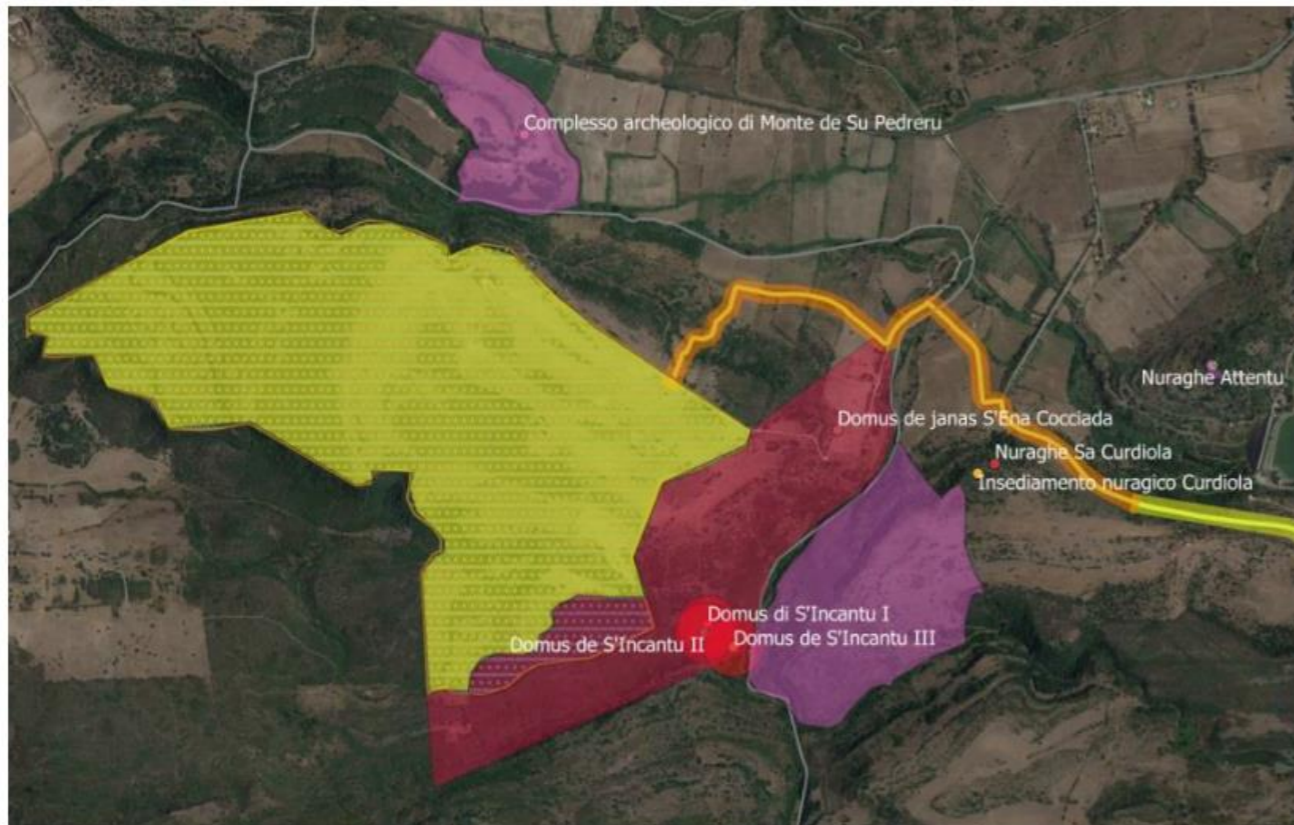 Complesso archeologico di Monte de Su Pedreru
Nuraghe Attentu
Domus de janas S'Ena Cocciada
Nuraghe Sa Curdiola
Insediamento nuragico Curdiola
Domus di S'Incantu I
Domus de S'Incantu II
Domus de S'Incantu III